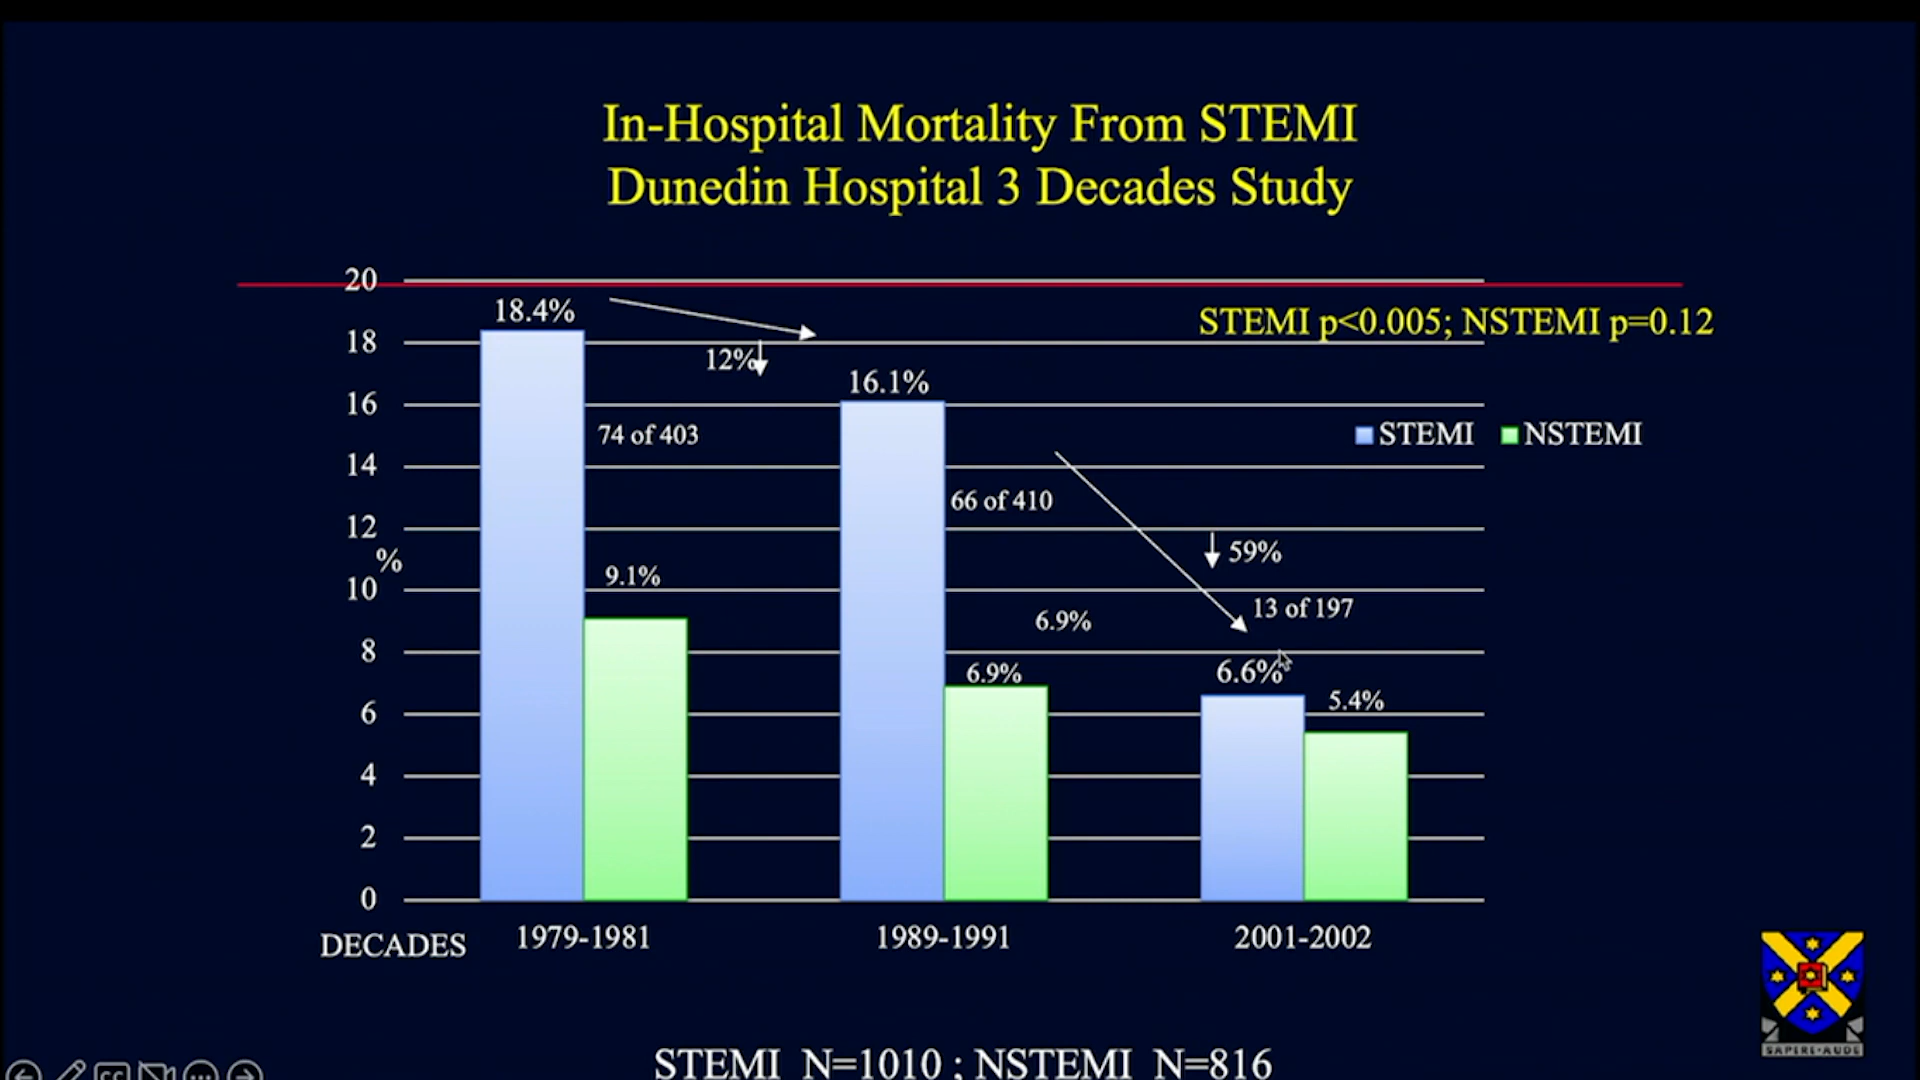 In-Hospital Mortality From STEMI
Dunedin Hospital 3 Decades Study
20
18.4%
STEMI p<0.005; NSTEMI p=0.12
18
12%
16.1%
16
74 of 403
STEMI
NSTEMI
14
66 of 410
12
59%
%
10
9.1%
13 of 197
6.9%
8
6.9%
6.6%
5.4%
6
4
2
0
DECADES
1979-1981
1989-1991
2001-2002
SAPERE-AUDE
CC
STEMI N=1010 ; NSTEMI N=816